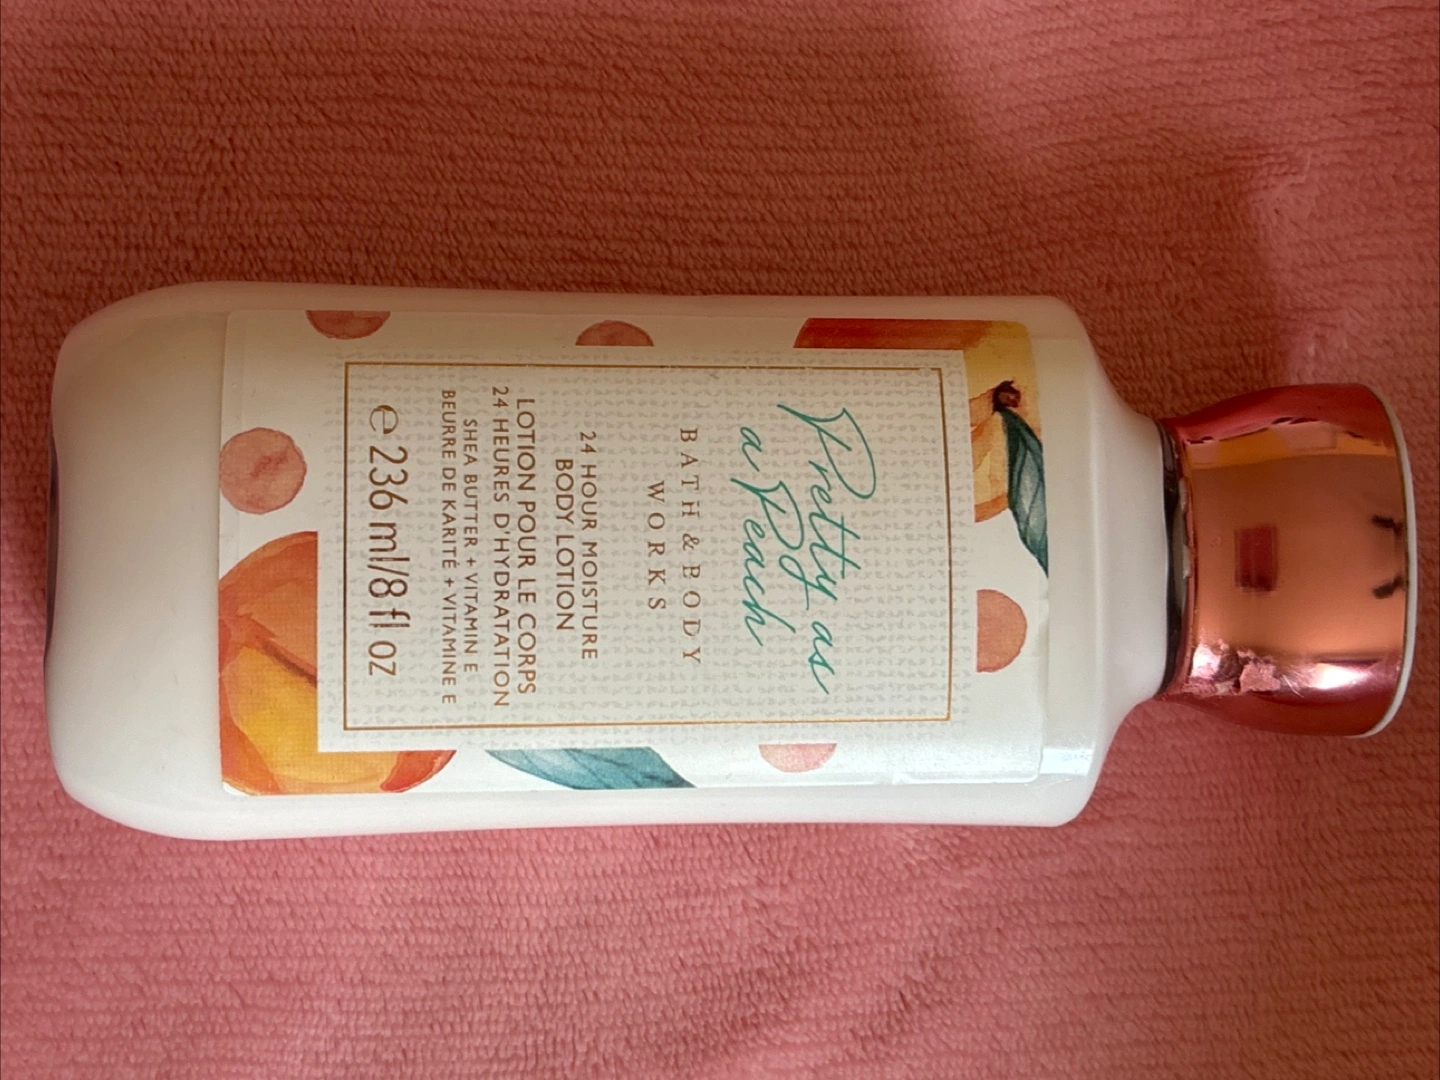 Pretty as
a Peach
BATH & BODY
WORKS
24 HOUR MOISTURE
BODY LOTION
LOTION POUR LE CORPS
24 HEURES D'HYDRATATION
SHEA BUTTER + VITAMIN E
BEURRE DE KARITÉ + VITAMINE E
℮ 236 ml/8 fl oz